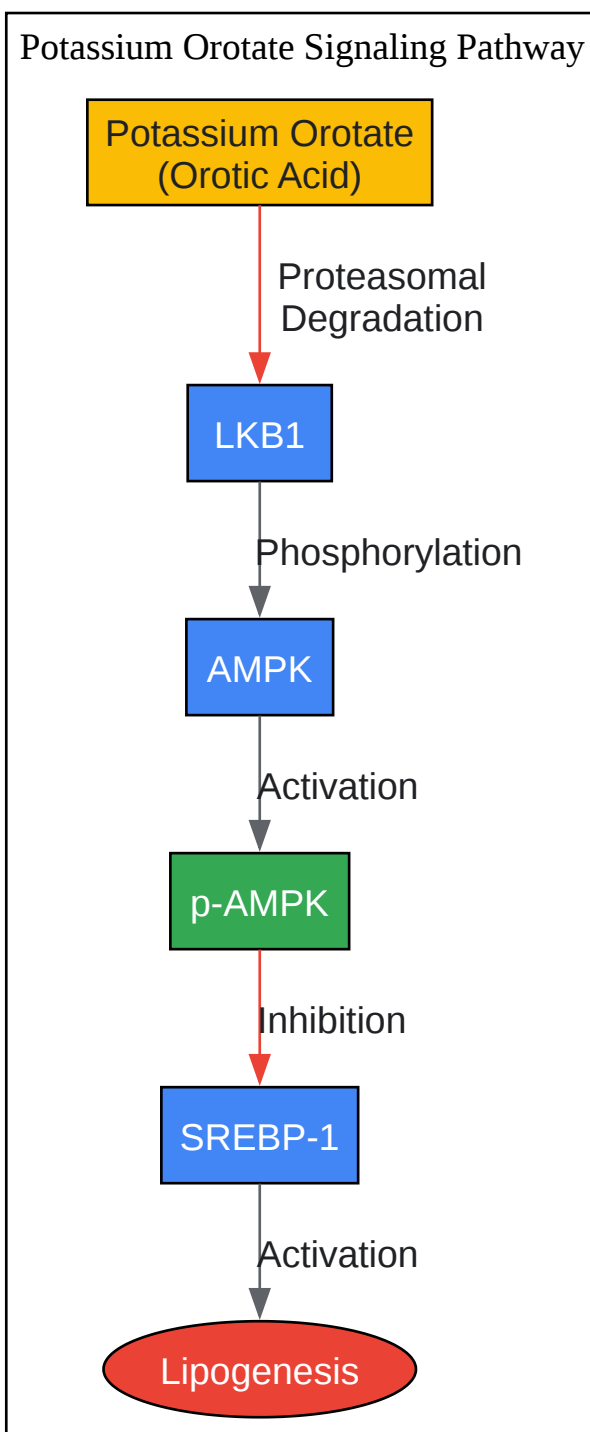 Potassium Orotate Signaling Pathway
Potassium Orotate
(Orotic Acid)
Proteasomal
Degradation
LKB1
Phosphorylation
AMPK
Activation
p-AMPK
Inhibition
SREBP-1
Activation
Lipogenesis